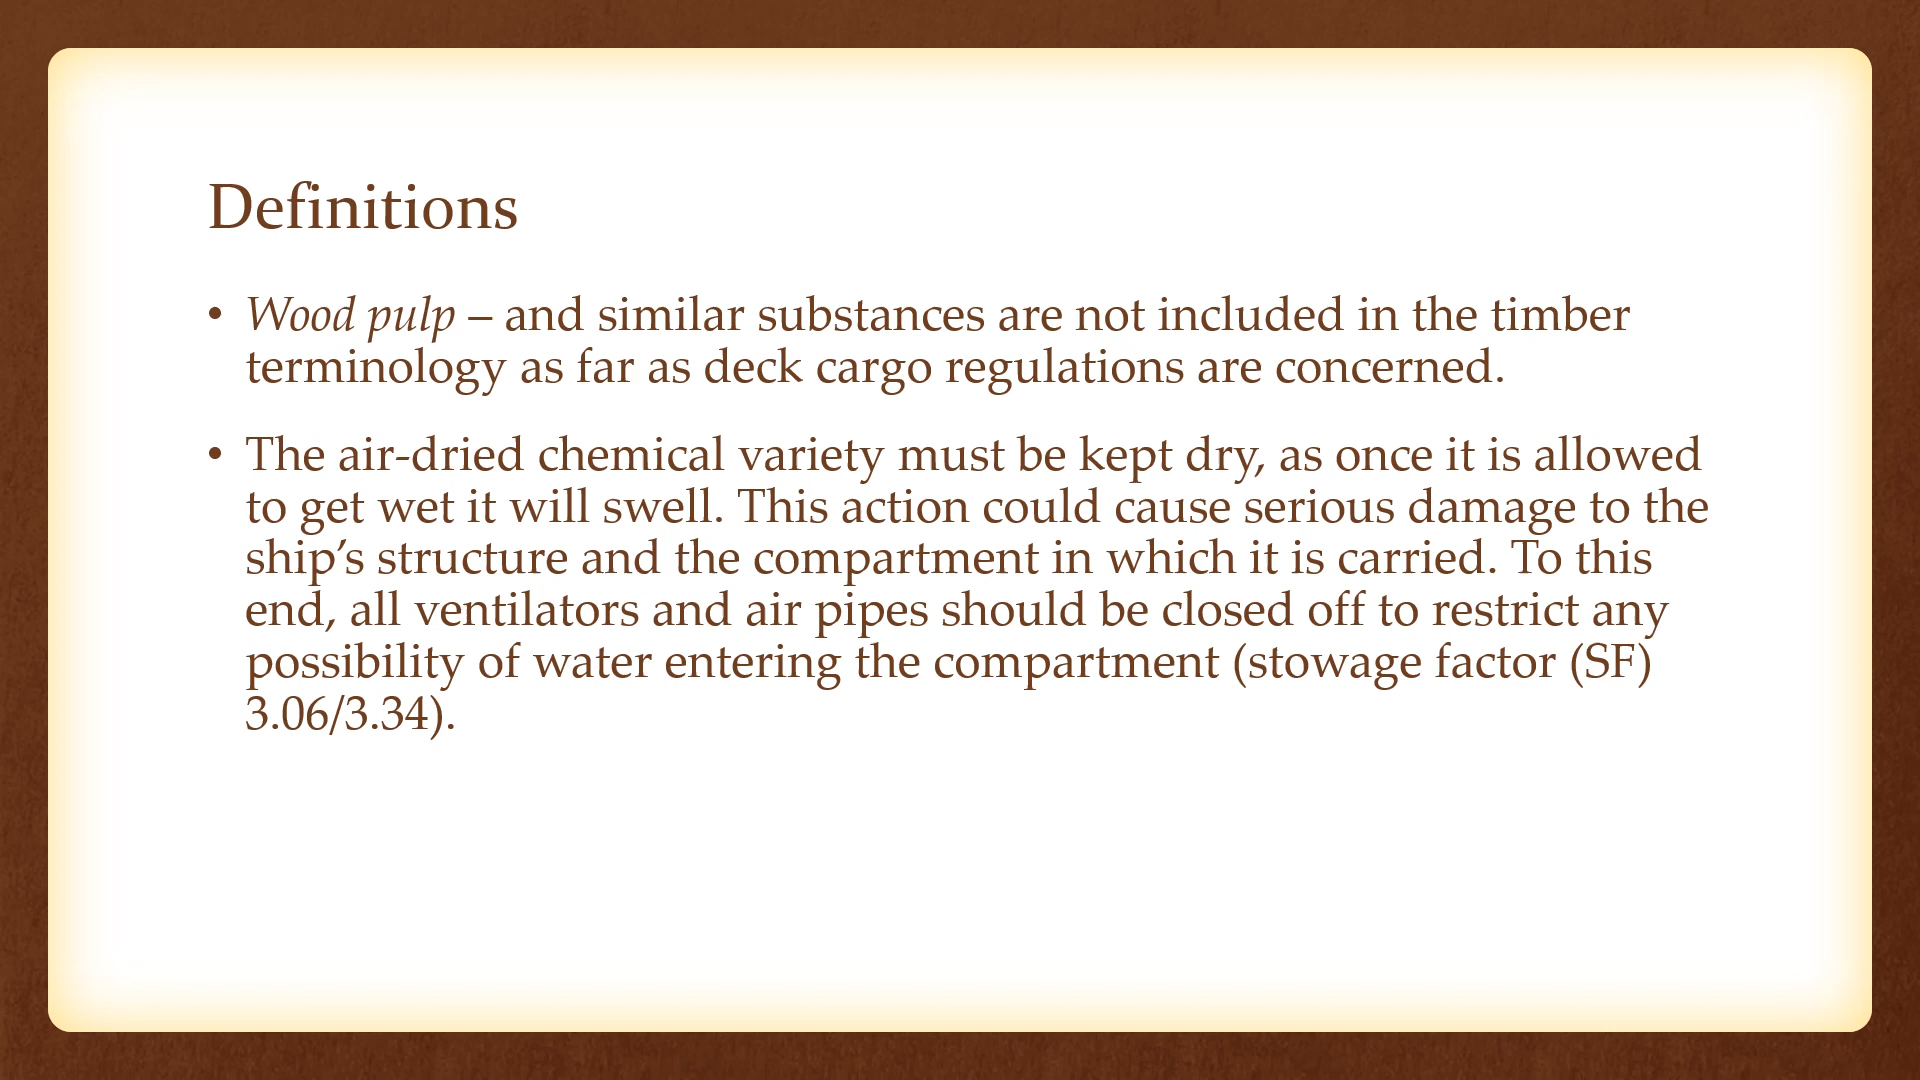 Definitions
• Wood pulp – and similar substances are not included in the timber
terminology as far as deck cargo regulations are concerned.
• The air-dried chemical variety must be kept dry, as once it is allowed
to get wet it will swell. This action could cause serious damage to the
ship’s structure and the compartment in which it is carried. To this
end, all ventilators and air pipes should be closed off to restrict any
possibility of water entering the compartment (stowage factor (SF)
3.06/3.34).